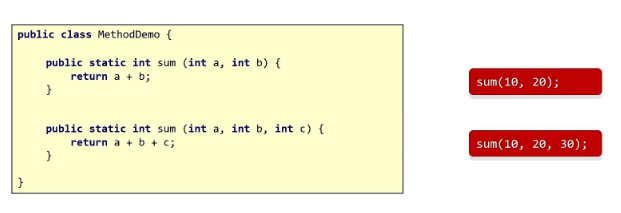 public class MethodDemo {
public static int sum (int a, int b) {
return a + b;
}
public static int sum (int a, int b, int c) {
return a + b + c;
}
}
sum(10, 20);
sum(10, 20, 30);